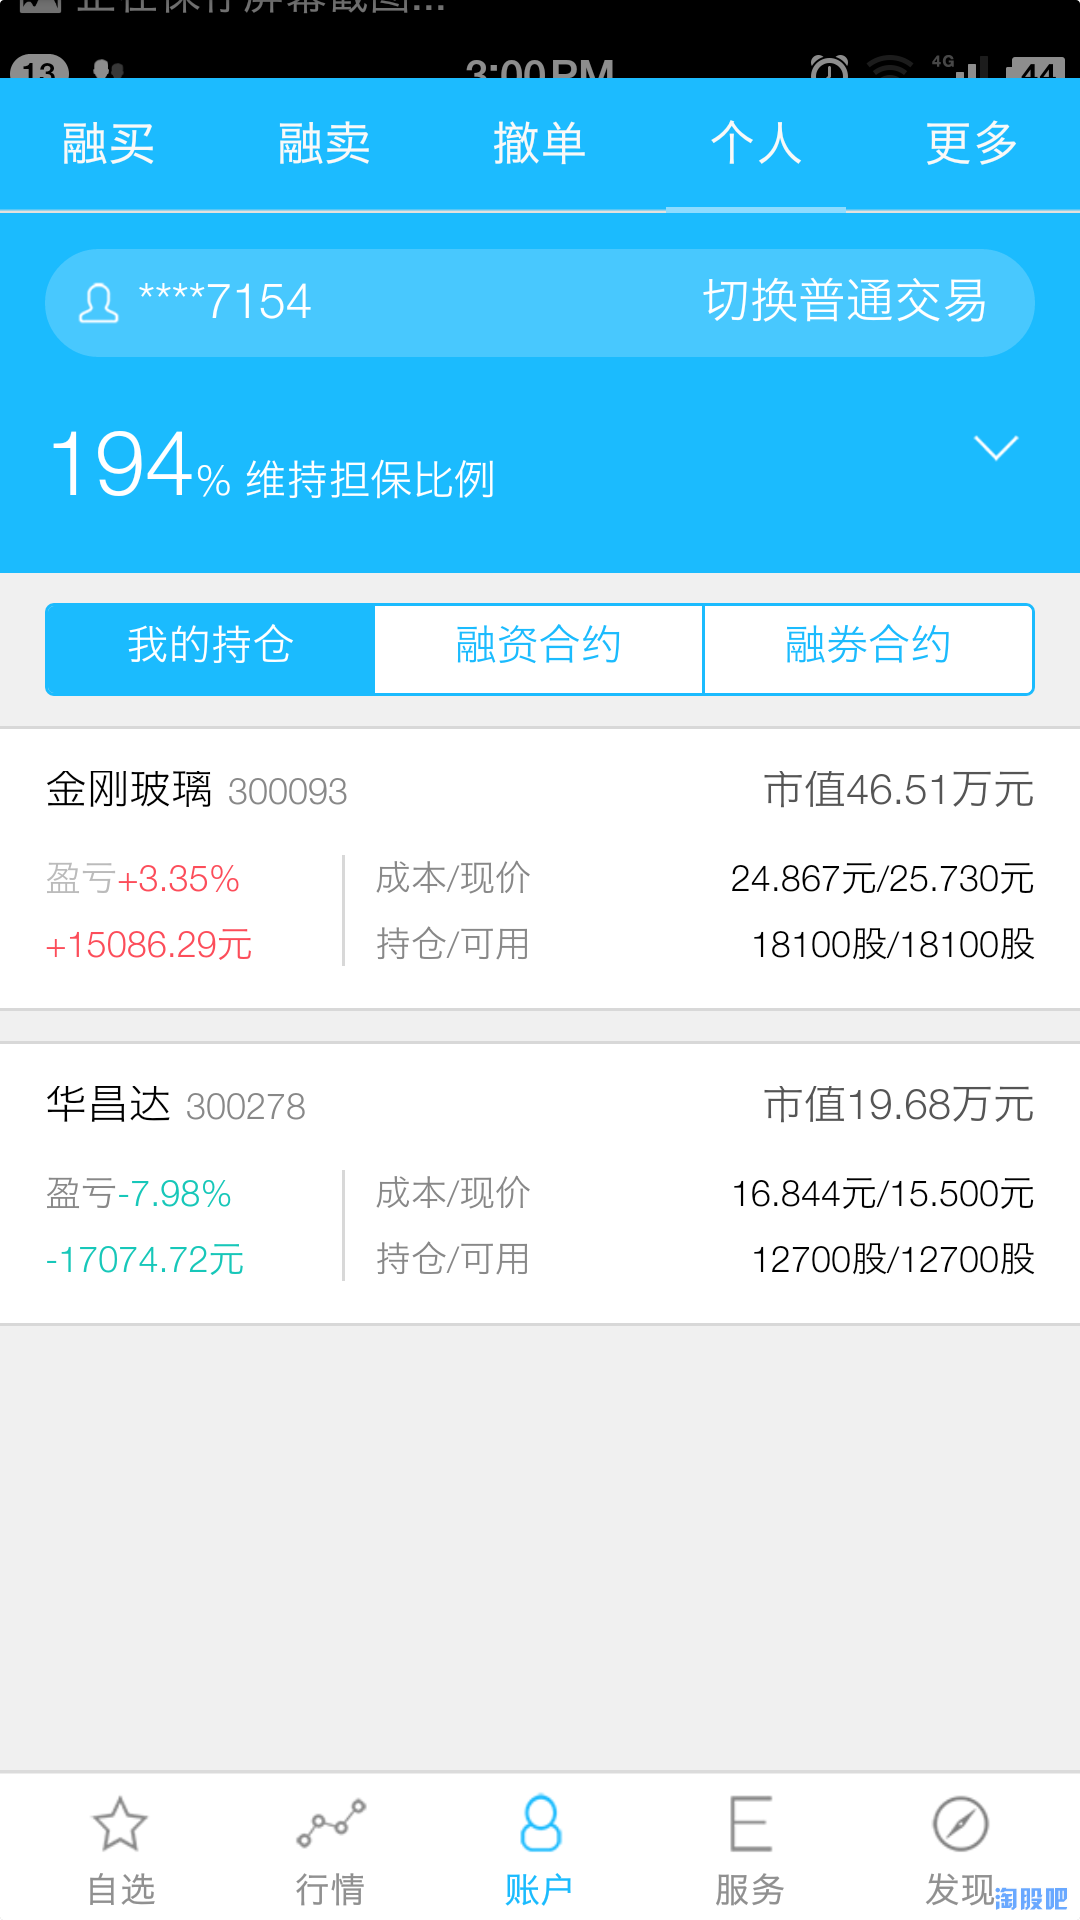 正在保存屏幕截图...
13 3:00PM 4G 44
融买 融卖 撤单 个人 更多
****7154 切换普通交易
194% 维持担保比例
我的持仓 融资合约 融券合约
金刚玻璃 300093 市值46.51万元
盈亏+3.35% 成本/现价 24.867元/25.730元
+15086.29元 持仓/可用 18100股/18100股
华昌达 300278 市值19.68万元
盈亏-7.98% 成本/现价 16.844元/15.500元
-17074.72元 持仓/可用 12700股/12700股
自选 行情 账户 服务 发现
淘股吧